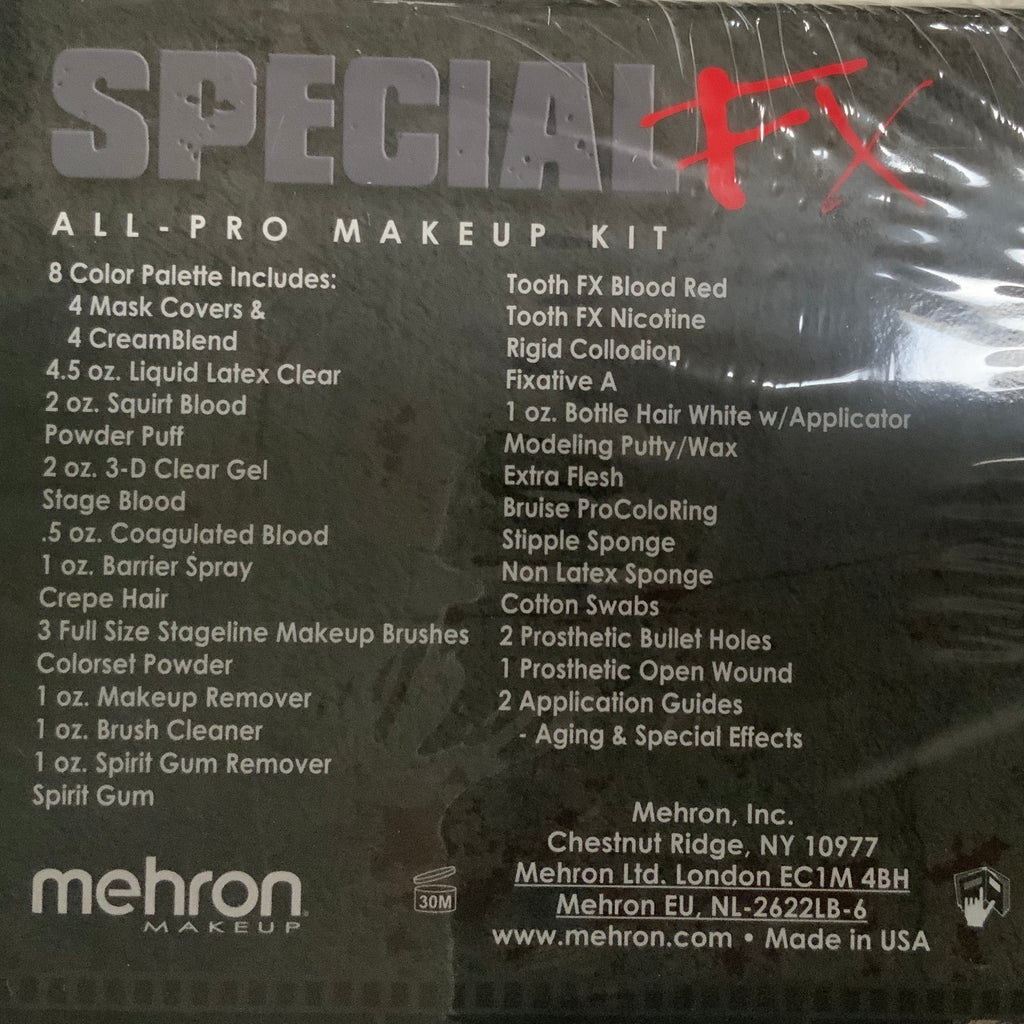 SPECIAL FX
ALL-PRO MAKEUP KIT
8 Color Palette Includes:
4 Mask Covers &
4 CreamBlend
4.5 oz. Liquid Latex Clear
2 oz. Squirt Blood
Powder Puff
2 oz. 3-D Clear Gel
Stage Blood
.5 oz. Coagulated Blood
1 oz. Barrier Spray
Crepe Hair
3 Full Size Stageline Makeup Brushes
Colorset Powder
1 oz. Makeup Remover
1 oz. Brush Cleaner
1 oz. Spirit Gum Remover
Spirit Gum
Tooth FX Blood Red
Tooth FX Nicotine
Rigid Collodion
Fixative A
1 oz. Bottle Hair White w/Applicator
Modeling Putty/Wax
Extra Flesh
Bruise ProColoRing
Stipple Sponge
Non Latex Sponge
Cotton Swabs
2 Prosthetic Bullet Holes
1 Prosthetic Open Wound
2 Application Guides
- Aging & Special Effects
mehron
MAKEUP
30M
Mehron, Inc.
Chestnut Ridge, NY 10977
Mehron Ltd. London EC1M 4BH
Mehron EU, NL-2622LB-6
www.mehron.com • Made in USA